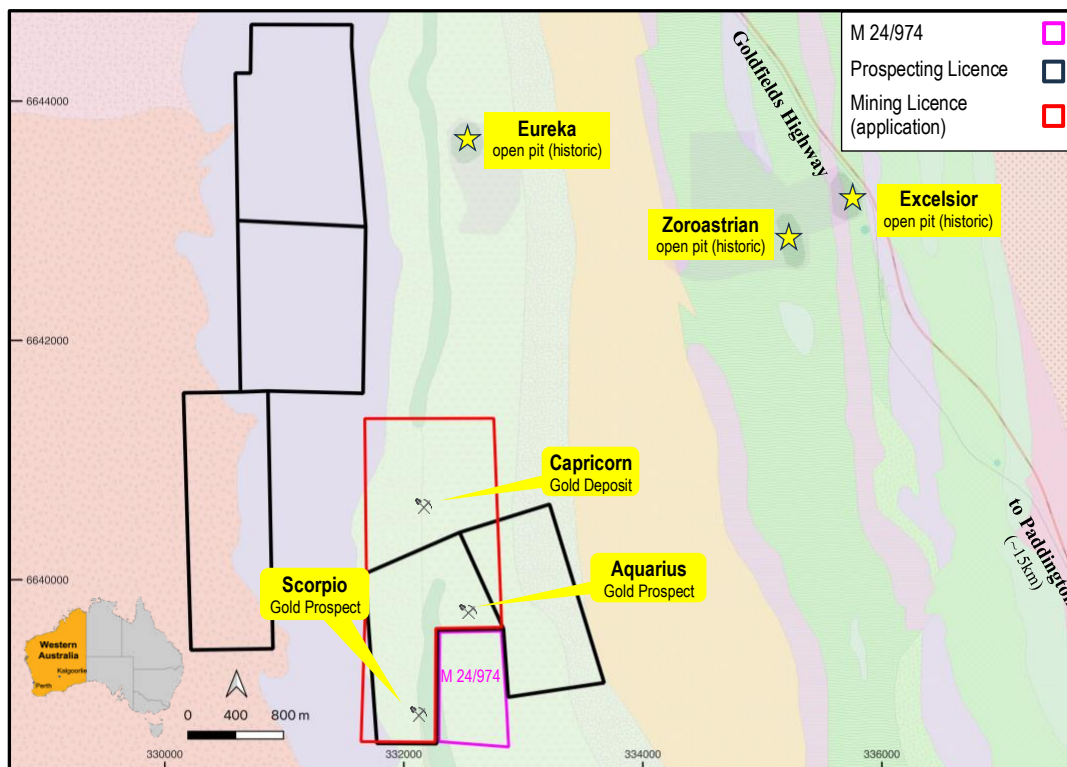 M 24/974
Prospecting Licence
Mining Licence
(application)
Goldfields Highway
6644000
Eureka
open pit (historic)
Excelsior
open pit (historic)
Zoroastrian
open pit (historic)
6642000
Capricorn
Gold Deposit
to Paddington
(~15km)
6640000
Scorpio
Gold Prospect
Aquarius
Gold Prospect
Western
Australia
Kalgoorlie
Perth
M 24/974
0 400 800 m
330000 332000 334000 336000